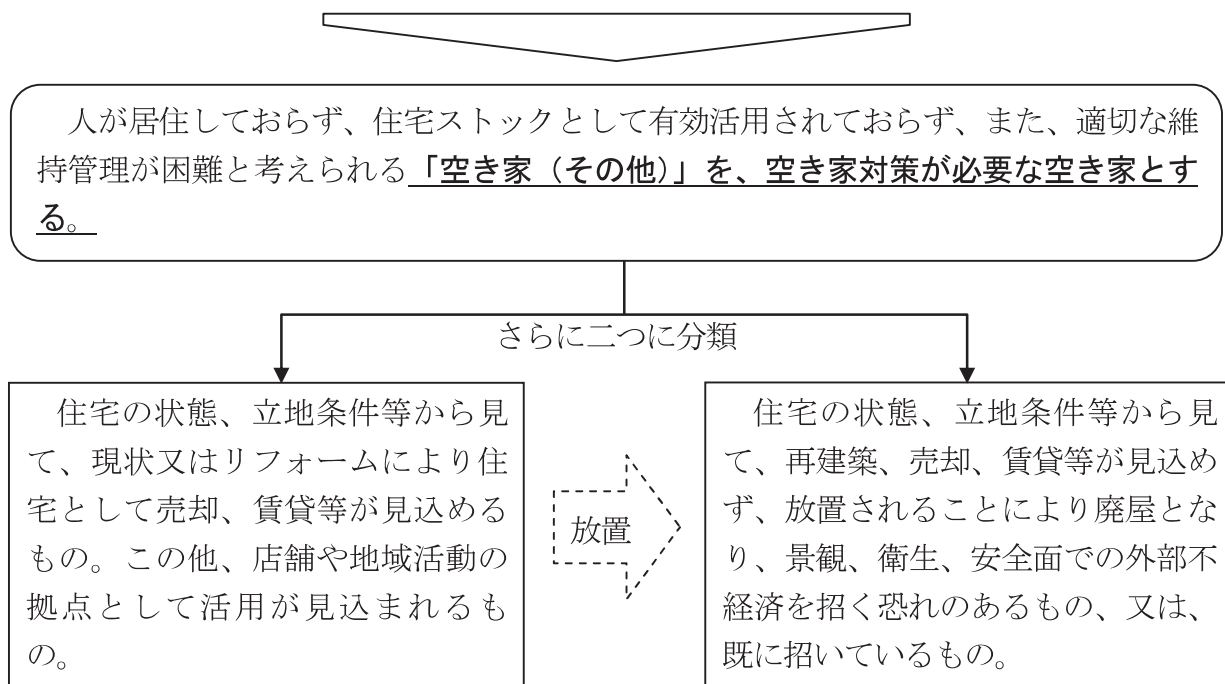 人が居住しておらず、住宅ストックとして有効活用されておらず、また、適切な維
持管理が困難と考えられる「空き家（その他）」を、空き家対策が必要な空き家とす
る。
さらに二つに分類
住宅の状態、立地条件等から見
て、現状又はリフォームにより住
宅として売却、賃貸等が見込める
もの。この他、店舗や地域活動の
拠点として活用が見込まれるも
の。
放置
住宅の状態、立地条件等から見
て、再建築、売却、賃貸等が見込め
ず、放置されることにより廃屋とな
り、景観、衛生、安全面での外部不
経済を招く恐れのあるもの、又は、
既に招いているもの。